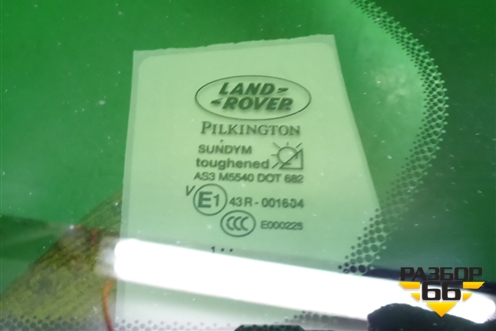 LAND-
-ROVER
PILKINGTON
SUNDYM
toughened
AS3 M5540 DOT 682
V E1 43R-001634
CCC E000225
РАЗБОР
66